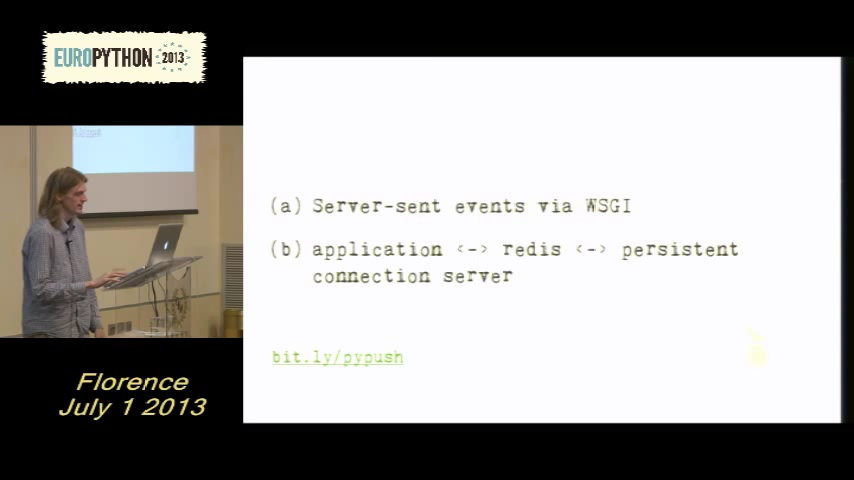 EUROPYTHON 2013
(a) Server-sent events via WSGI
(b) application <-> redis <-> persistent
connection server
bit.ly/pypush
Florence
July 1 2013